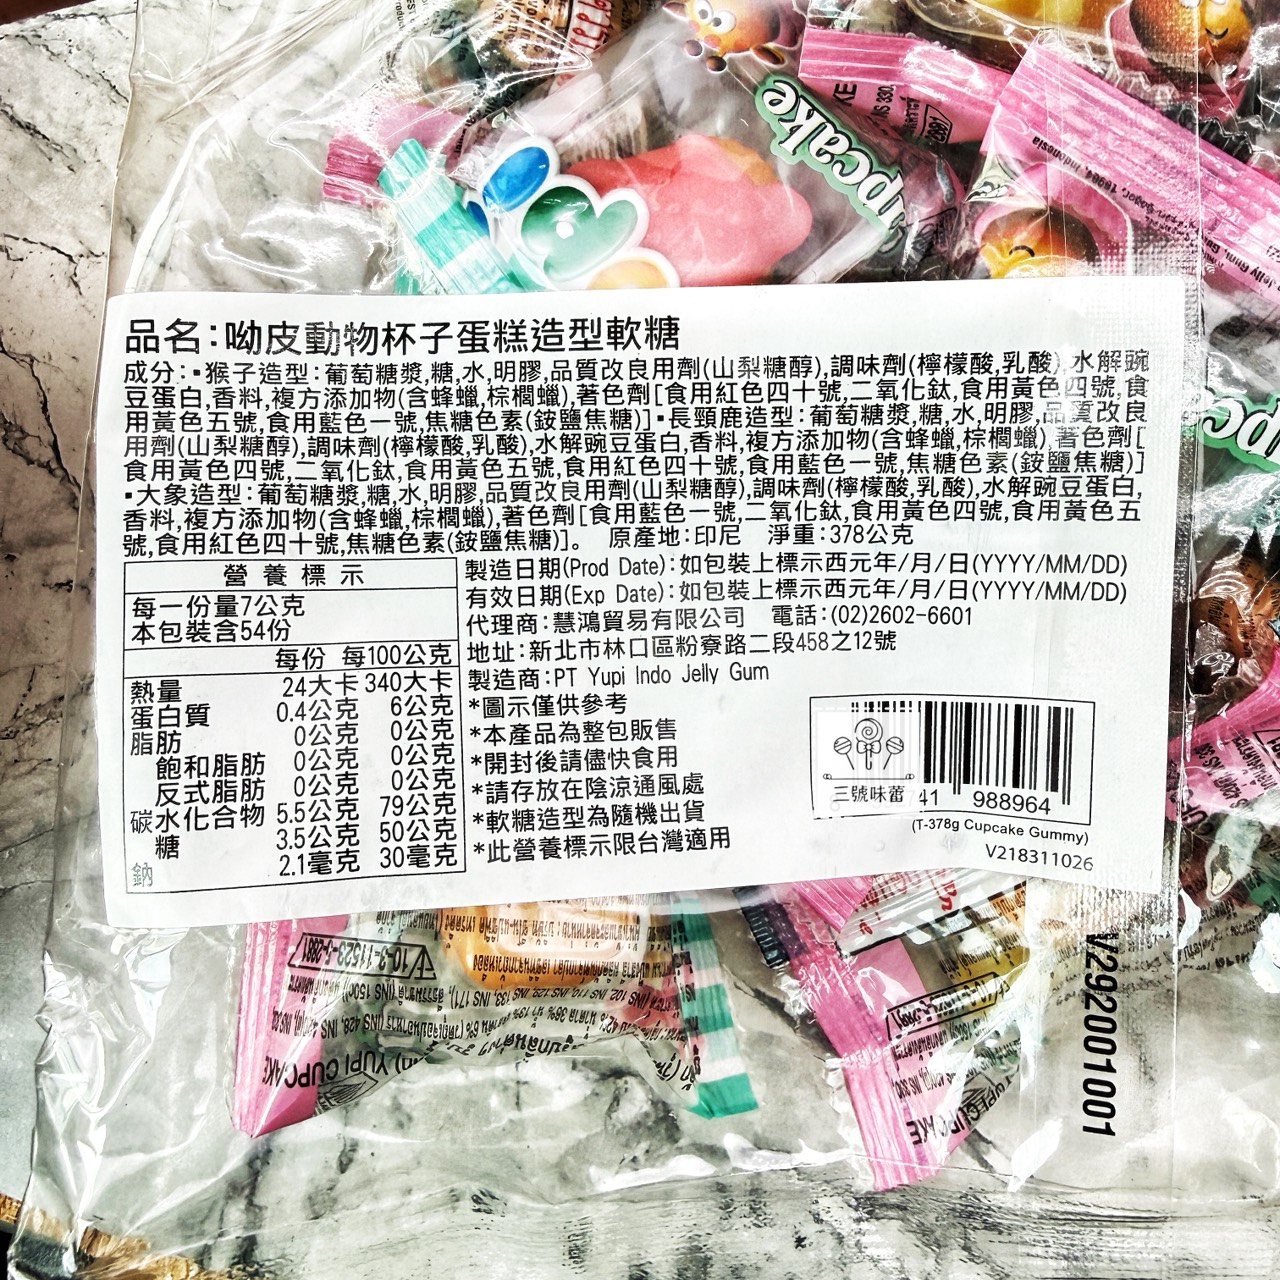 upcake
品名:呦皮動物杯子蛋糕造型軟糖
成分:▪猴子造型:葡萄糖漿,糖,水,明膠,品質改良用劑(山梨糖醇),調味劑(檸檬酸,乳酸),水解豌
豆蛋白,香料,複方添加物(含蜂蠟,棕櫚蠟),著色劑[食用紅色四十號,二氧化鈦,食用黃色四號,食
用黃色五號,食用藍色一號,焦糖色素(銨鹽焦糖)]▪長頸鹿造型:葡萄糖漿,糖,水,明膠,品質改良
用劑(山梨糖醇),調味劑(檸檬酸,乳酸),水解豌豆蛋白,香料,複方添加物(含蜂蠟,棕櫚蠟),著色劑[
食用黃色四號,二氧化鈦,食用黃色五號,食用紅色四十號,食用藍色一號,焦糖色素(銨鹽焦糖)]
▪大象造型:葡萄糖漿,糖,水,明膠,品質改良用劑(山梨糖醇),調味劑(檸檬酸,乳酸),水解豌豆蛋白,
香料,複方添加物(含蜂蠟,棕櫚蠟),著色劑[食用藍色一號,二氧化鈦,食用黃色四號,食用黃色五
號,食用紅色四十號,焦糖色素(銨鹽焦糖)]。 原產地:印尼 淨重:378公克
營養標示
每一份量7公克
本包裝含54份
每份 每100公克
熱量 24大卡 340大卡
蛋白質 0.4公克 6公克
脂肪 0公克 0公克
飽和脂肪 0公克 0公克
反式脂肪 0公克 0公克
碳水化合物 5.5公克 79公克
糖 3.5公克 50公克
鈉 2.1毫克 30毫克
製造日期(Prod Date):如包裝上標示西元年/月/日(YYYY/MM/DD)
有效日期(Exp Date):如包裝上標示西元年/月/日(YYYY/MM/DD)
代理商:慧鴻貿易有限公司 電話:(02)2602-6601
地址:新北市林口區粉寮路二段458之12號
製造商:PT Yupi Indo Jelly Gum
*圖示僅供參考
*本產品為整包販售
*開封後請儘快食用
*請存放在陰涼通風處
*軟糖造型為隨機出貨
*此營養標示限台灣適用
三號味蕾
41 988964
(T-378g Cupcake Gummy)
V218311026
V292001001
YUPI CUPCAKE